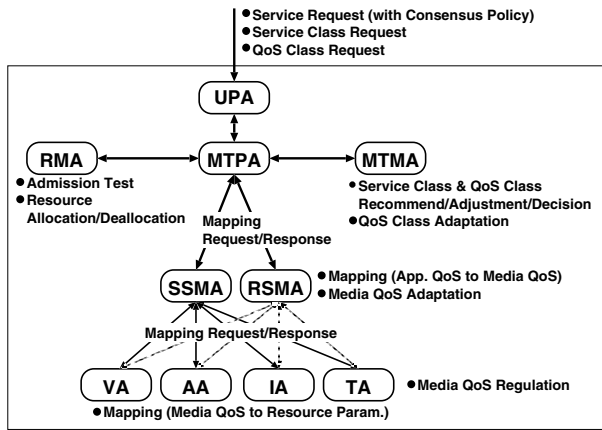 ●Service Request (with Consensus Policy)
●Service Class Request
●QoS Class Request
UPA
RMA
MTPA
MTMA
●Admission Test
●Resource
Allocation/Deallocation
●Service Class & QoS Class
Recommend/Adjustment/Decision
●QoS Class Adaptation
Mapping
Request/Response
SSMA
RSMA
●Mapping (App. QoS to Media QoS)
●Media QoS Adaptation
Mapping Request/Response
VA
AA
IA
TA
●Media QoS Regulation
●Mapping (Media QoS to Resource Param.)